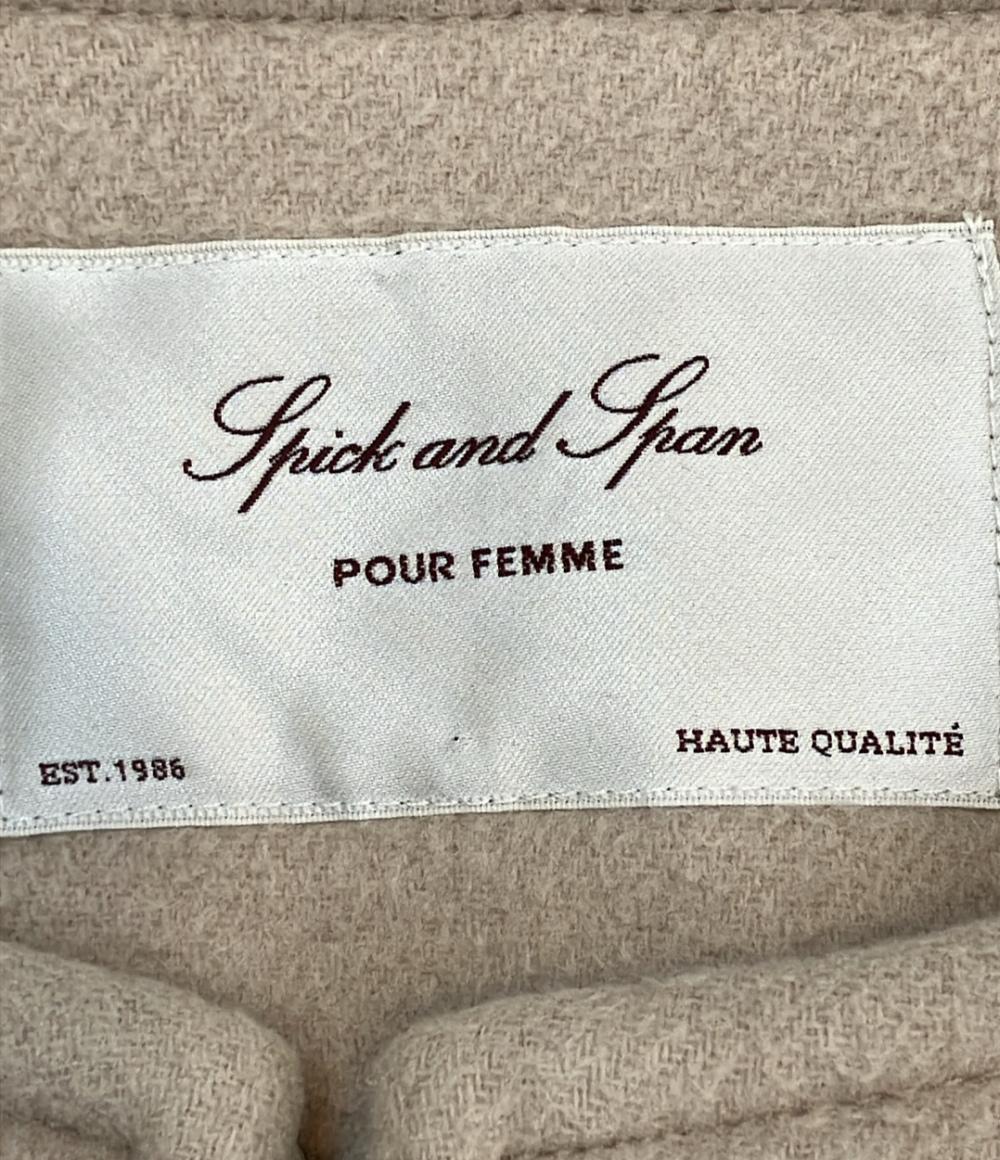 Spick and Span
POUR FEMME
EST.1986
HAUTE QUALITÉ